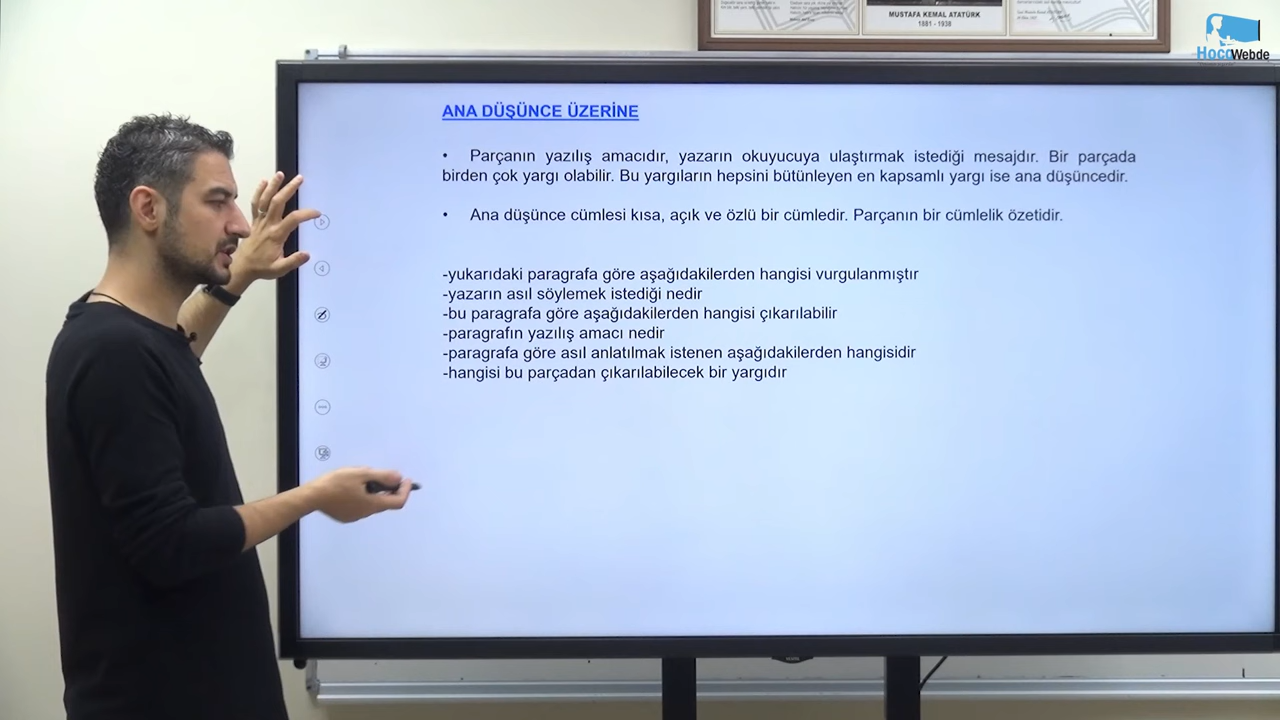 MUSTAFA KEMAL ATATÜRK
1881 - 1938
HocaWebde
ANA DÜŞÜNCE ÜZERİNE
• Parçanın yazılış amacıdır, yazarın okuyucuya ulaştırmak istediği mesajdır. Bir parçada
birden çok yargı olabilir. Bu yargıların hepsini bütünleyen en kapsamlı yargı ise ana düşüncedir.
• Ana düşünce cümlesi kısa, açık ve özlü bir cümledir. Parçanın bir cümlelik özetidir.
-yukarıdaki paragrafa göre aşağıdakilerden hangisi vurgulanmıştır
-yazarın asıl söylemek istediği nedir
-bu paragrafa göre aşağıdakilerden hangisi çıkarılabilir
-paragrafın yazılış amacı nedir
-paragrafa göre asıl anlatılmak istenen aşağıdakilerden hangisidir
-hangisi bu parçadan çıkarılabilecek bir yargıdır